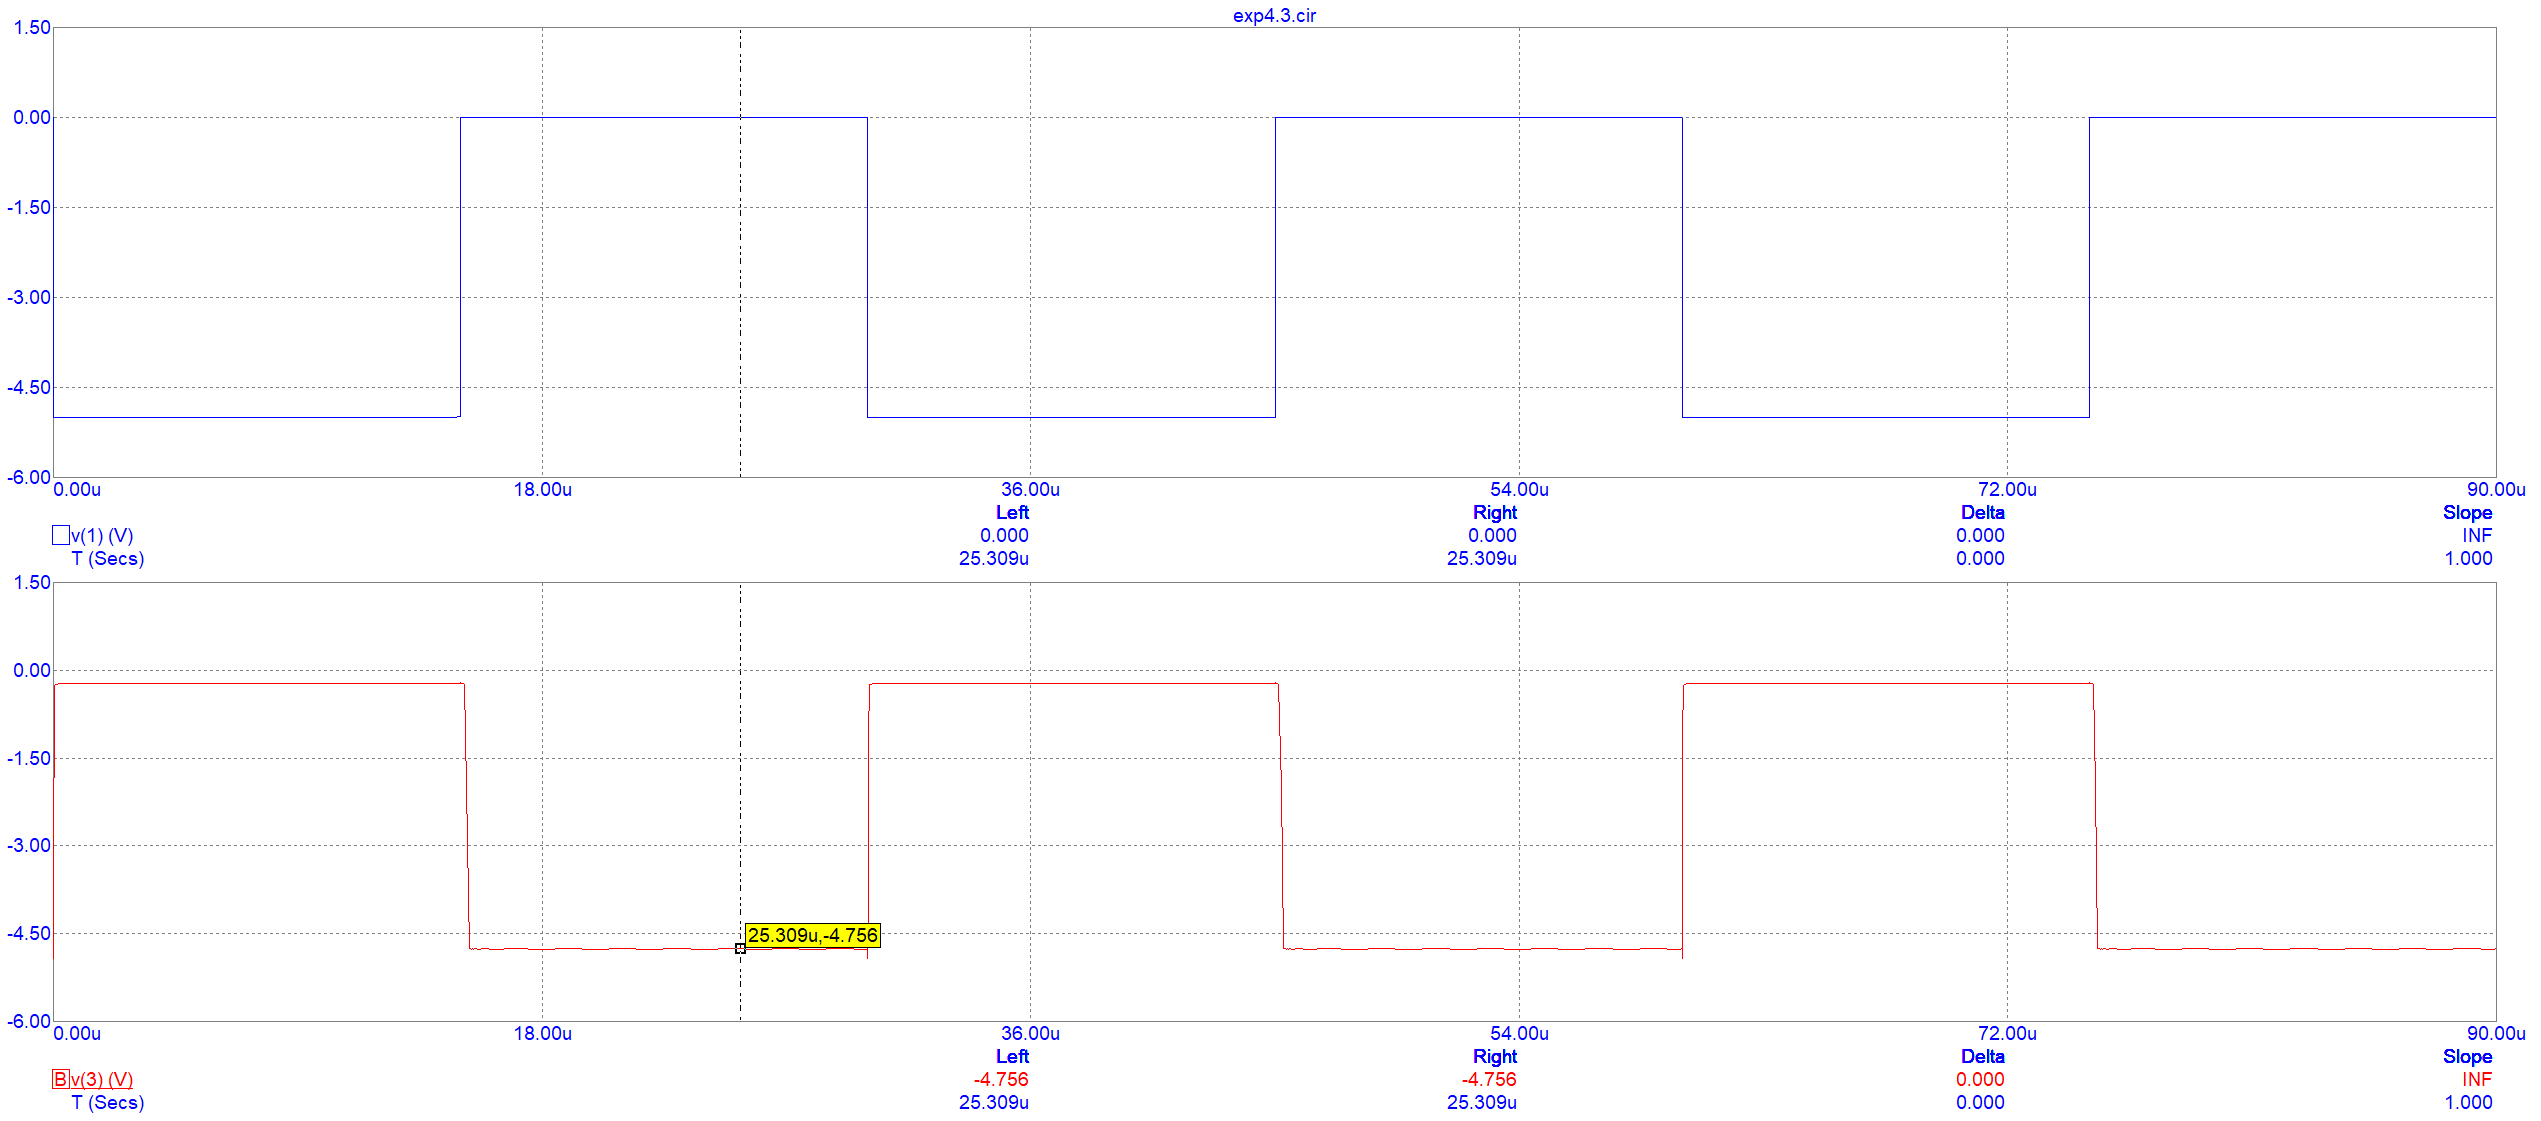 exp4.3.cir
1.50
0.00
-1.50
-3.00
-4.50
-6.00
0.00u 18.00u 36.00u 54.00u 72.00u 90.00u
Left Right Delta Slope
v(1) (V) 0.000 0.000 0.000 INF
T (Secs) 25.309u 25.309u 0.000 1.000
1.50
0.00
-1.50
-3.00
-4.50
25.309u,-4.756
-6.00
0.00u 18.00u 36.00u 54.00u 72.00u 90.00u
Left Right Delta Slope
B v(3) (V) -4.756 -4.756 0.000 INF
T (Secs) 25.309u 25.309u 0.000 1.000